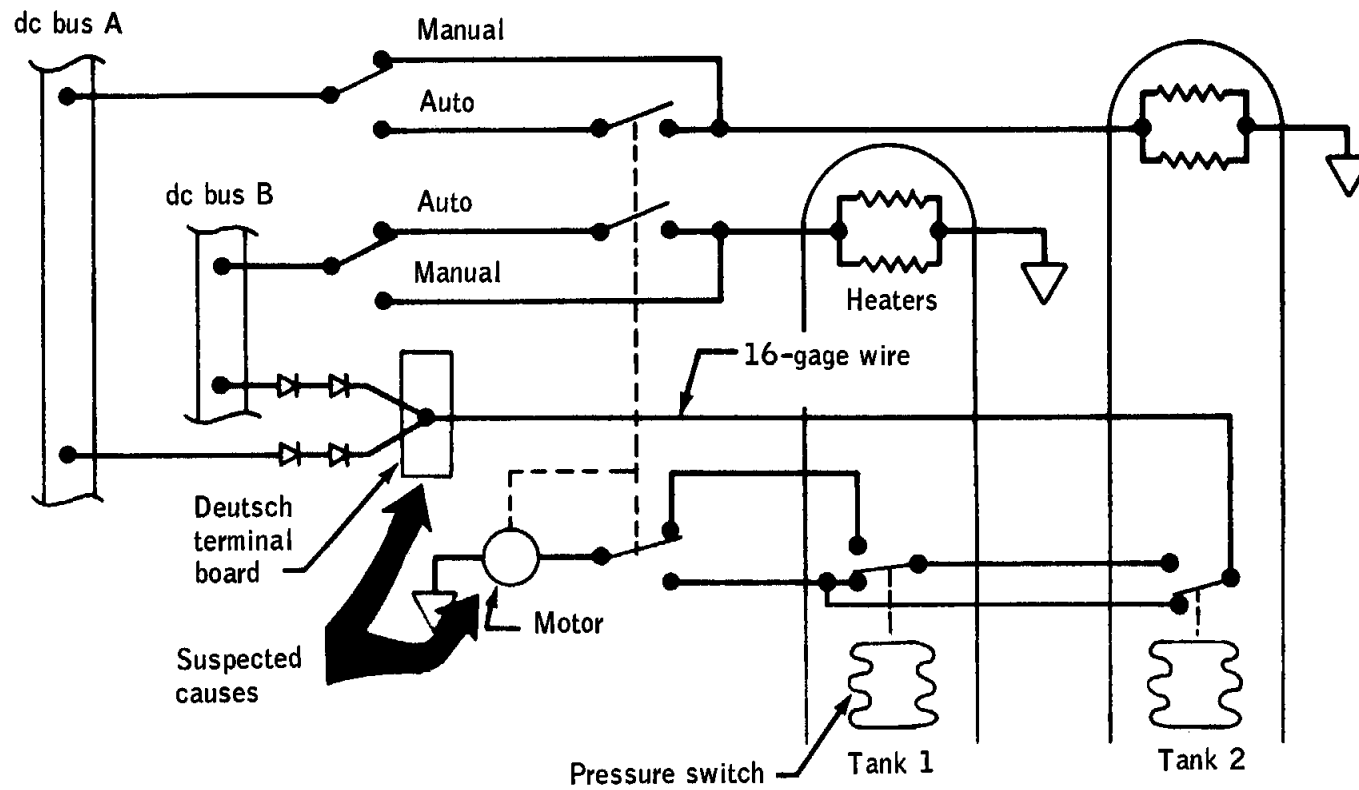 dc bus A
Manual
Auto
dc bus B
Auto
Manual
Heaters
16-gage wire
Deutsch
terminal
board
Motor
Suspected
causes
Pressure switch
Tank 1
Tank 2